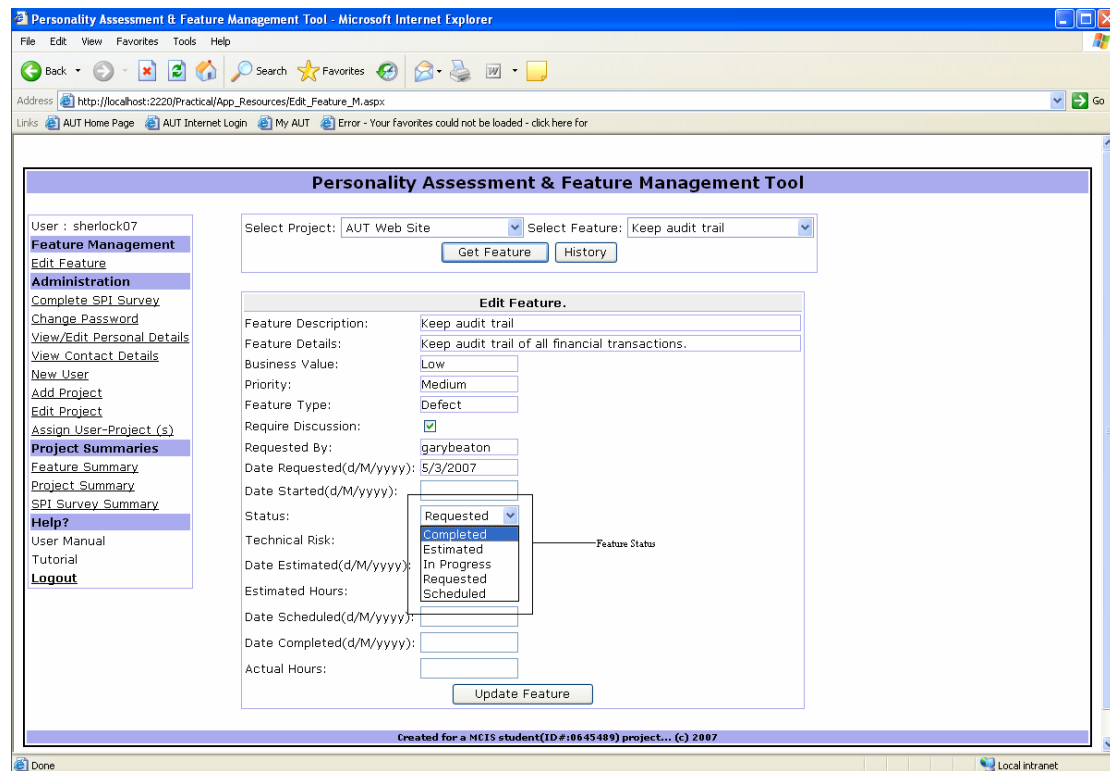 Personality Assessment & Feature Management Tool - Microsoft Internet Explorer
File Edit View Favorites Tools Help
Back Search Favorites
Address http://localhost:2220/Practical/App_Resources/Edit_Feature_M.aspx Go
Links AUT Home Page AUT Internet Login My AUT Error - Your favorites could not be loaded - click here for
Personality Assessment & Feature Management Tool
User : sherlock07
Feature Management
Edit Feature
Administration
Complete SPI Survey
Change Password
View/Edit Personal Details
View Contact Details
New User
Add Project
Edit Project
Assign User-Project (s)
Project Summaries
Feature Summary
Project Summary
SPI Survey Summary
Help?
User Manual
Tutorial
Logout
Select Project: AUT Web Site Select Feature: Keep audit trail
Get Feature History
Edit Feature.
Feature Description: Keep audit trail
Feature Details: Keep audit trail of all financial transactions.
Business Value: Low
Priority: Medium
Feature Type: Defect
Require Discussion:
Requested By: garybeaton
Date Requested(d/M/yyyy): 5/3/2007
Date Started(d/M/yyyy):
Status: Requested
Completed
Estimated
In Progress
Requested
Scheduled
Feature Status
Technical Risk:
Date Estimated(d/M/yyyy):
Estimated Hours:
Date Scheduled(d/M/yyyy):
Date Completed(d/M/yyyy):
Actual Hours:
Update Feature
Created for a MCIS student(ID#:0645489) project... (c) 2007
Done Local intranet